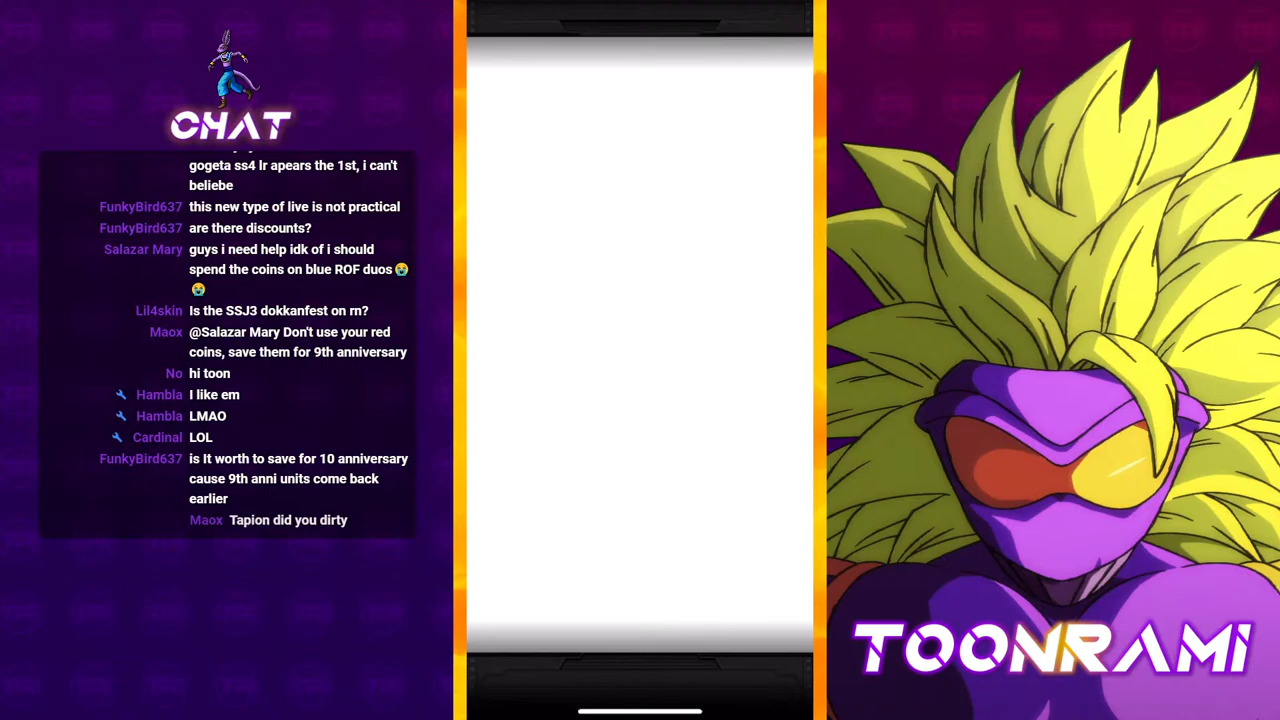 CHAT
gogeta ss4 lr apears the 1st, i can't
beliebe
FunkyBird637 this new type of live is not practical
FunkyBird637 are there discounts?
Salazar Mary guys i need help idk of i should
spend the coins on blue ROF duos😭
😭
Lil4skin Is the SSJ3 dokkanfest on rn?
Maox @Salazar Mary Don't use your red
coins, save them for 9th anniversary
No hi toon
Hambla I like em
Hambla LMAO
Cardinal LOL
FunkyBird637 is It worth to save for 10 anniversary
cause 9th anni units come back
earlier
Maox Tapion did you dirty
TOONRAMI